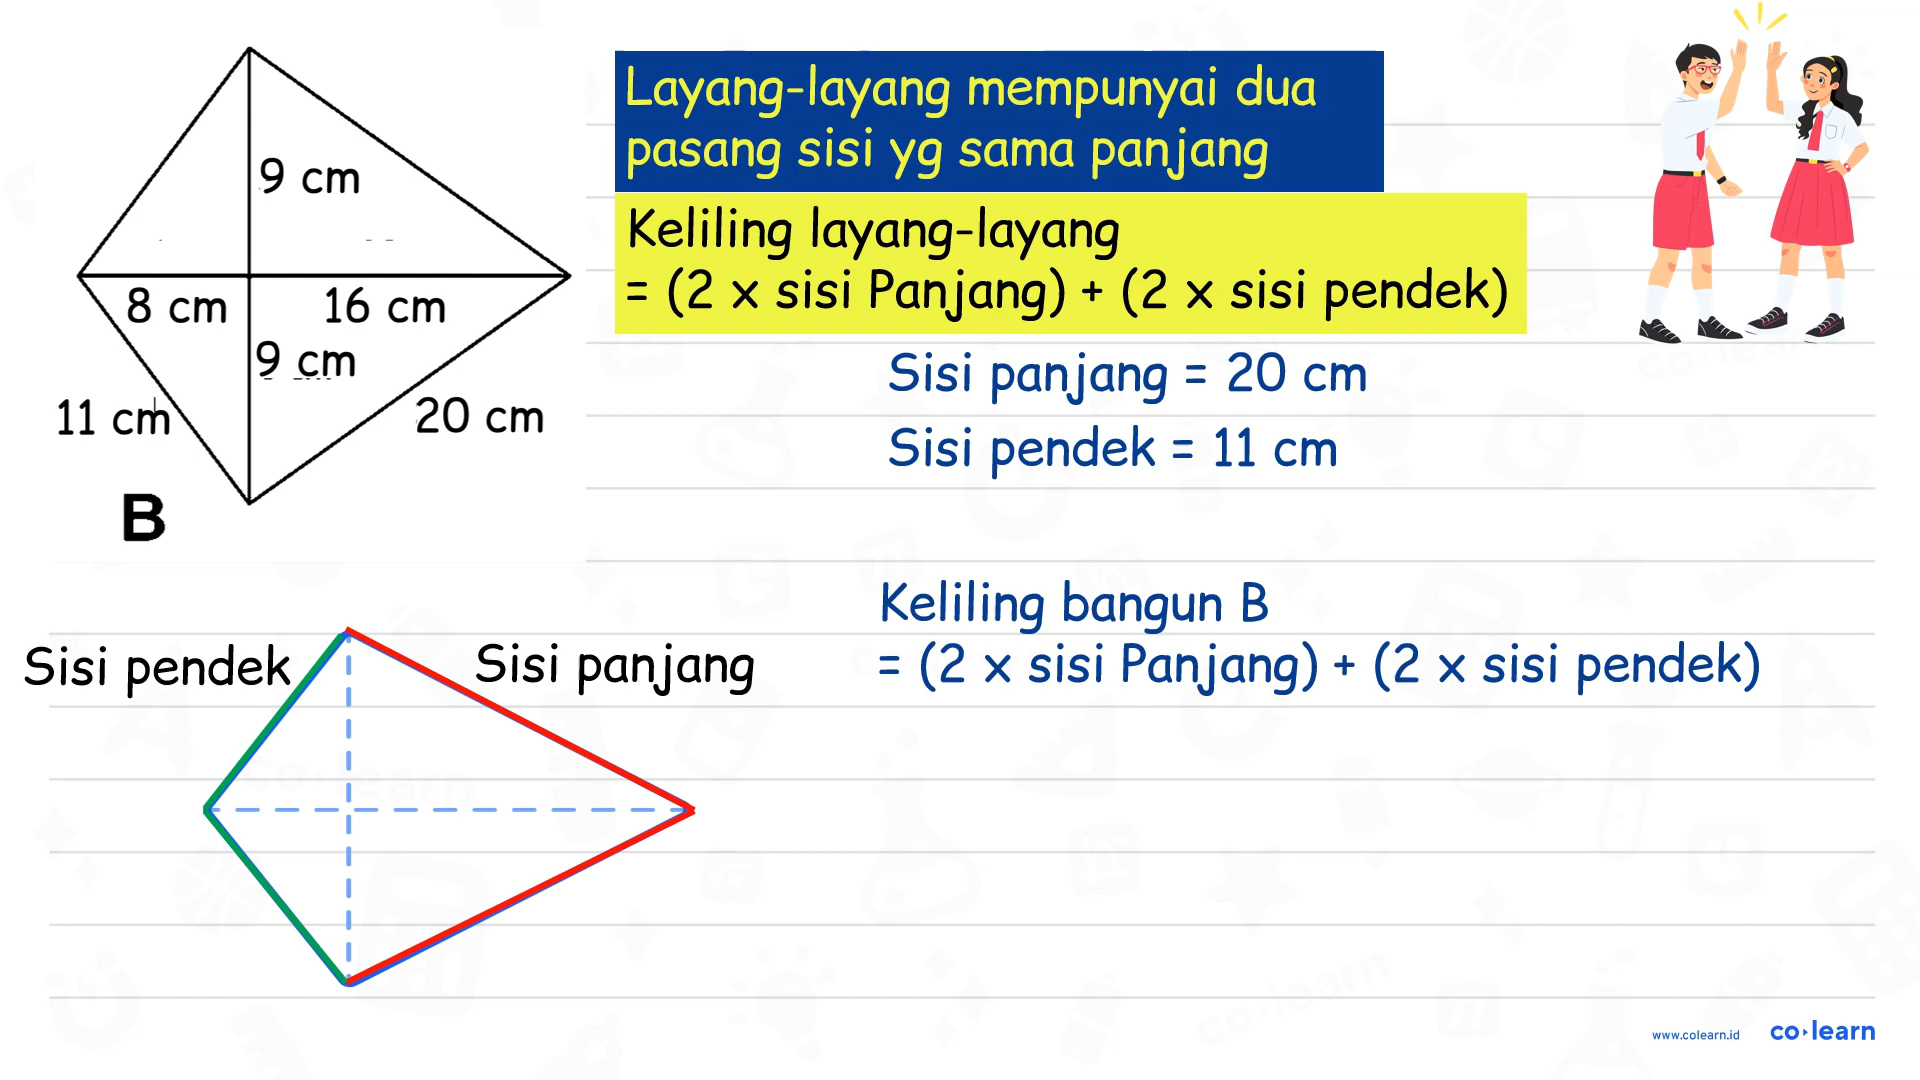 9 cm
8 cm
16 cm
9 cm
11 cm
20 cm
B
Layang-layang mempunyai dua
pasang sisi yg sama panjang
Keliling layang-layang
= (2 x sisi Panjang) + (2 x sisi pendek)
Sisi panjang = 20 cm
Sisi pendek = 11 cm
Sisi pendek
Sisi panjang
Keliling bangun B
= (2 x sisi Panjang) + (2 x sisi pendek)
www.colearn.id
co·learn